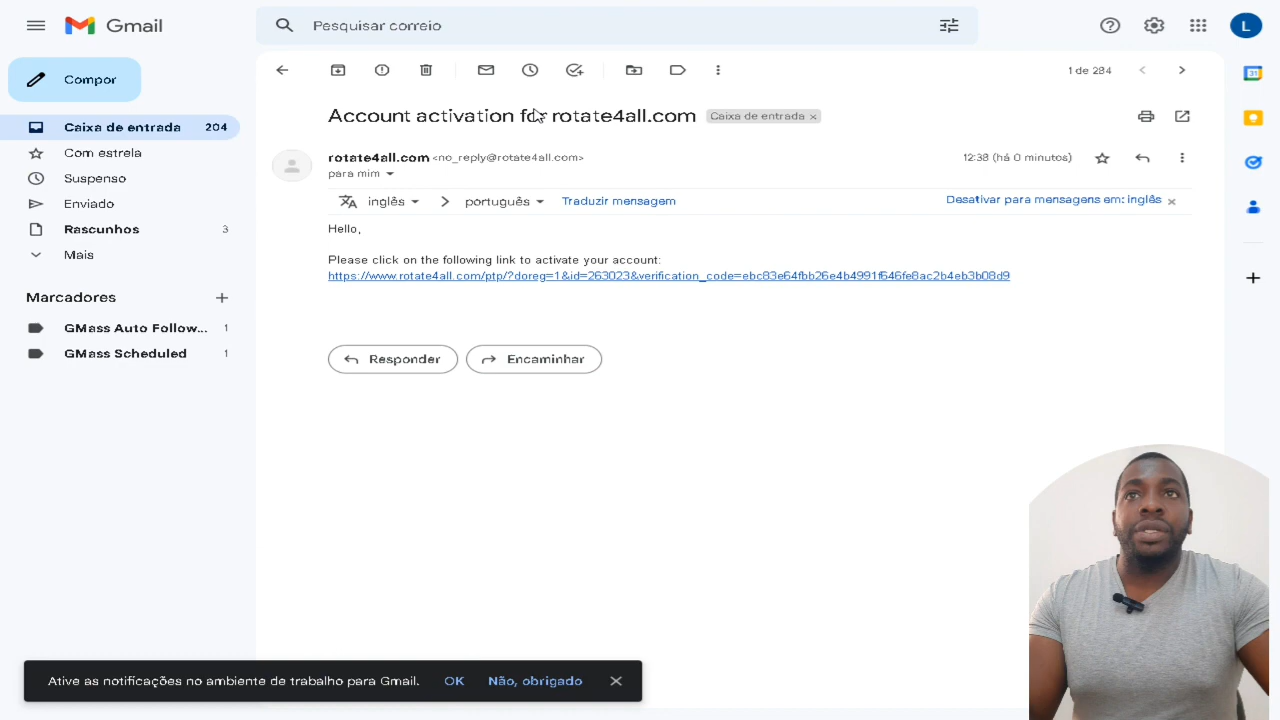 Gmail
Pesquisar correio
L
Compor
Caixa de entrada 204
Com estrela
Suspenso
Enviado
Rascunhos 3
Mais
Marcadores
GMass Auto Follow... 1
GMass Scheduled 1
1 de 284
Account activation for rotate4all.com Caixa de entrada ×
rotate4all.com <no_reply@rotate4all.com> 12:38 (há 0 minutos)
para mim
inglês > português Traduzir mensagem Desativar para mensagens em: inglês ×
Hello,
Please click on the following link to activate your account:
https://www.rotate4all.com/ptp/?doreg=1&id=263023&verification_code=ebc83e64fbb26e4b4991f546fe8ac2b4eb3b08d9
Responder Encaminhar
31
Ative as notificações no ambiente de trabalho para Gmail. OK Não, obrigado